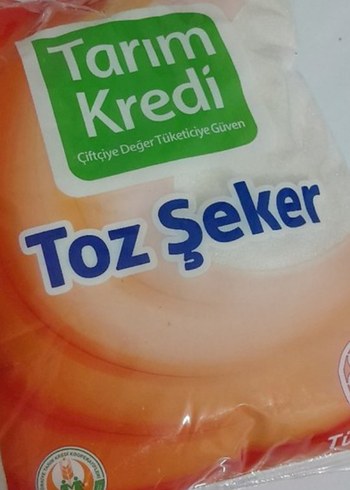 Tarım
Kredi
Çiftçiye Değer Tüketiciye Güven
Toz Şeker